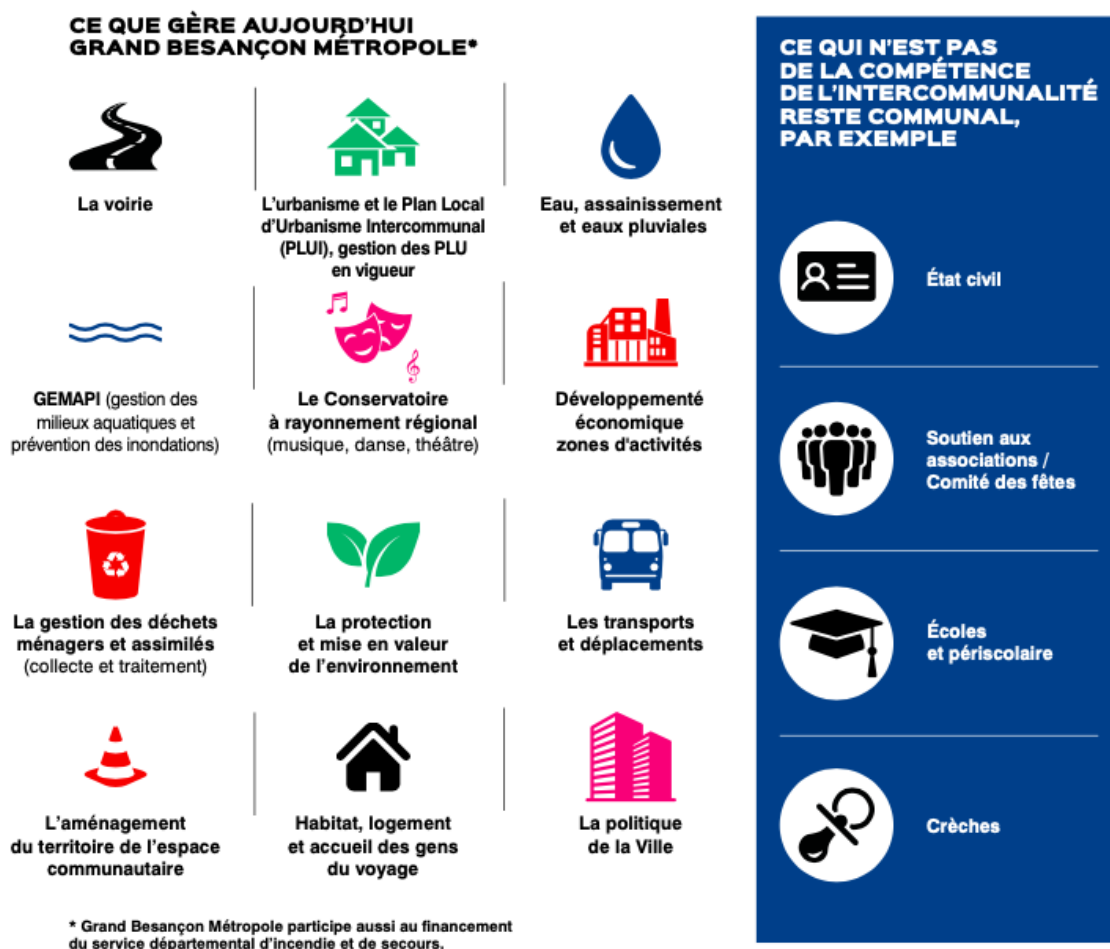 CE QUE GÈRE AUJOURD'HUI
GRAND BESANÇON MÉTROPOLE*
La voirie
L'urbanisme et le Plan Local
d'Urbanisme Intercommunal
(PLUI), gestion des PLU
en vigueur
Eau, assainissement
et eaux pluviales
GEMAPI (gestion des
milieux aquatiques et
prévention des inondations)
Le Conservatoire
à rayonnement régional
(musique, danse, théâtre)
Développementé
économique
zones d'activités
La gestion des déchets
ménagers et assimilés
(collecte et traitement)
La protection
et mise en valeur
de l'environnement
Les transports
et déplacements
L'aménagement
du territoire de l'espace
communautaire
Habitat, logement
et accueil des gens
du voyage
La politique
de la Ville
* Grand Besançon Métropole participe aussi au financement
du service départemental d'incendie et de secours.
CE QUI N'EST PAS
DE LA COMPÉTENCE
DE L'INTERCOMMUNALITÉ
RESTE COMMUNAL,
PAR EXEMPLE
État civil
Soutien aux
associations /
Comité des fêtes
Écoles
et périscolaire
Crèches